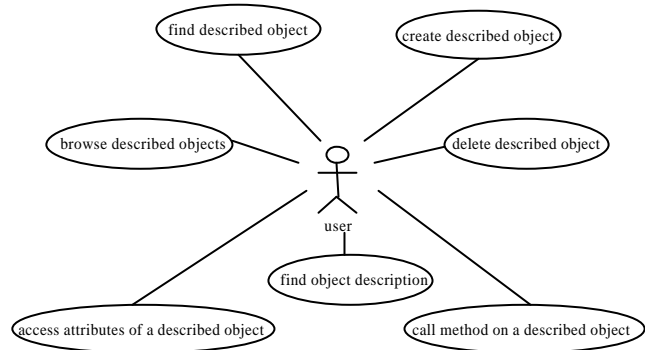 find described object
create described object
browse described objects
delete described object
user
find object description
access attributes of a described object
call method on a described object